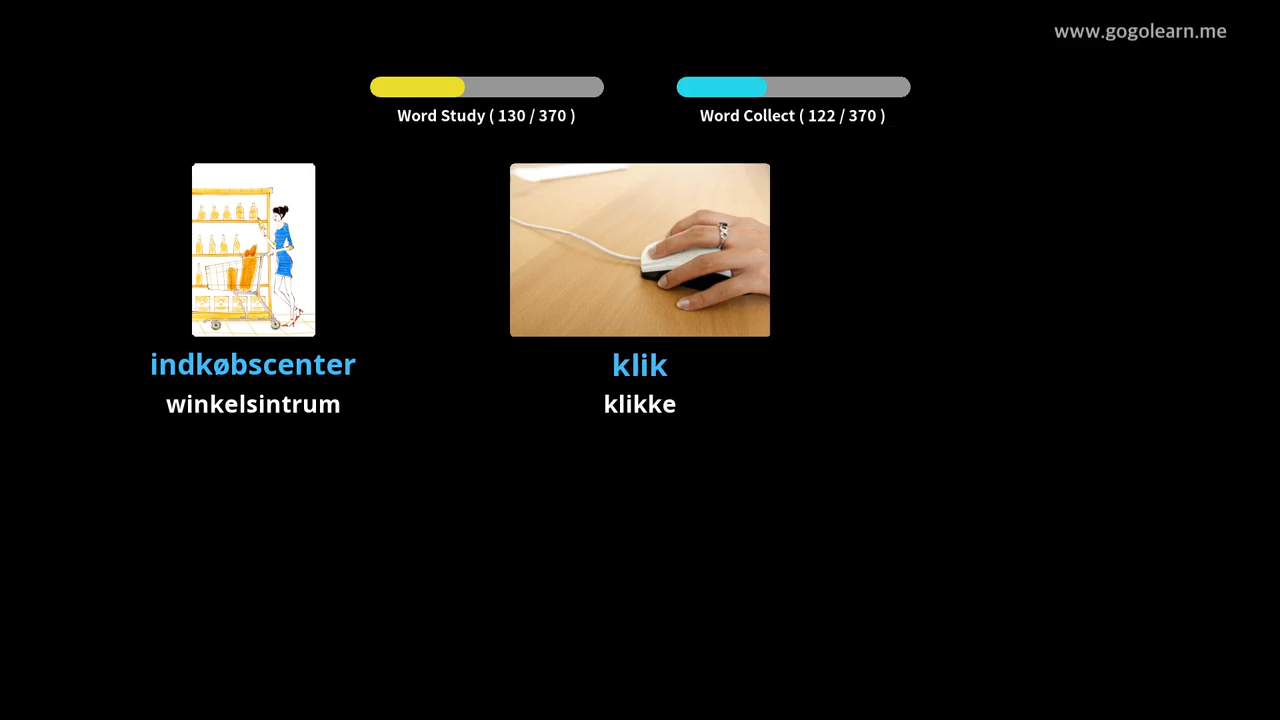 www.gogolearn.me
Word Study ( 130 / 370 )
Word Collect ( 122 / 370 )
indkøbscenter
winkelsintrum
klik
klikke